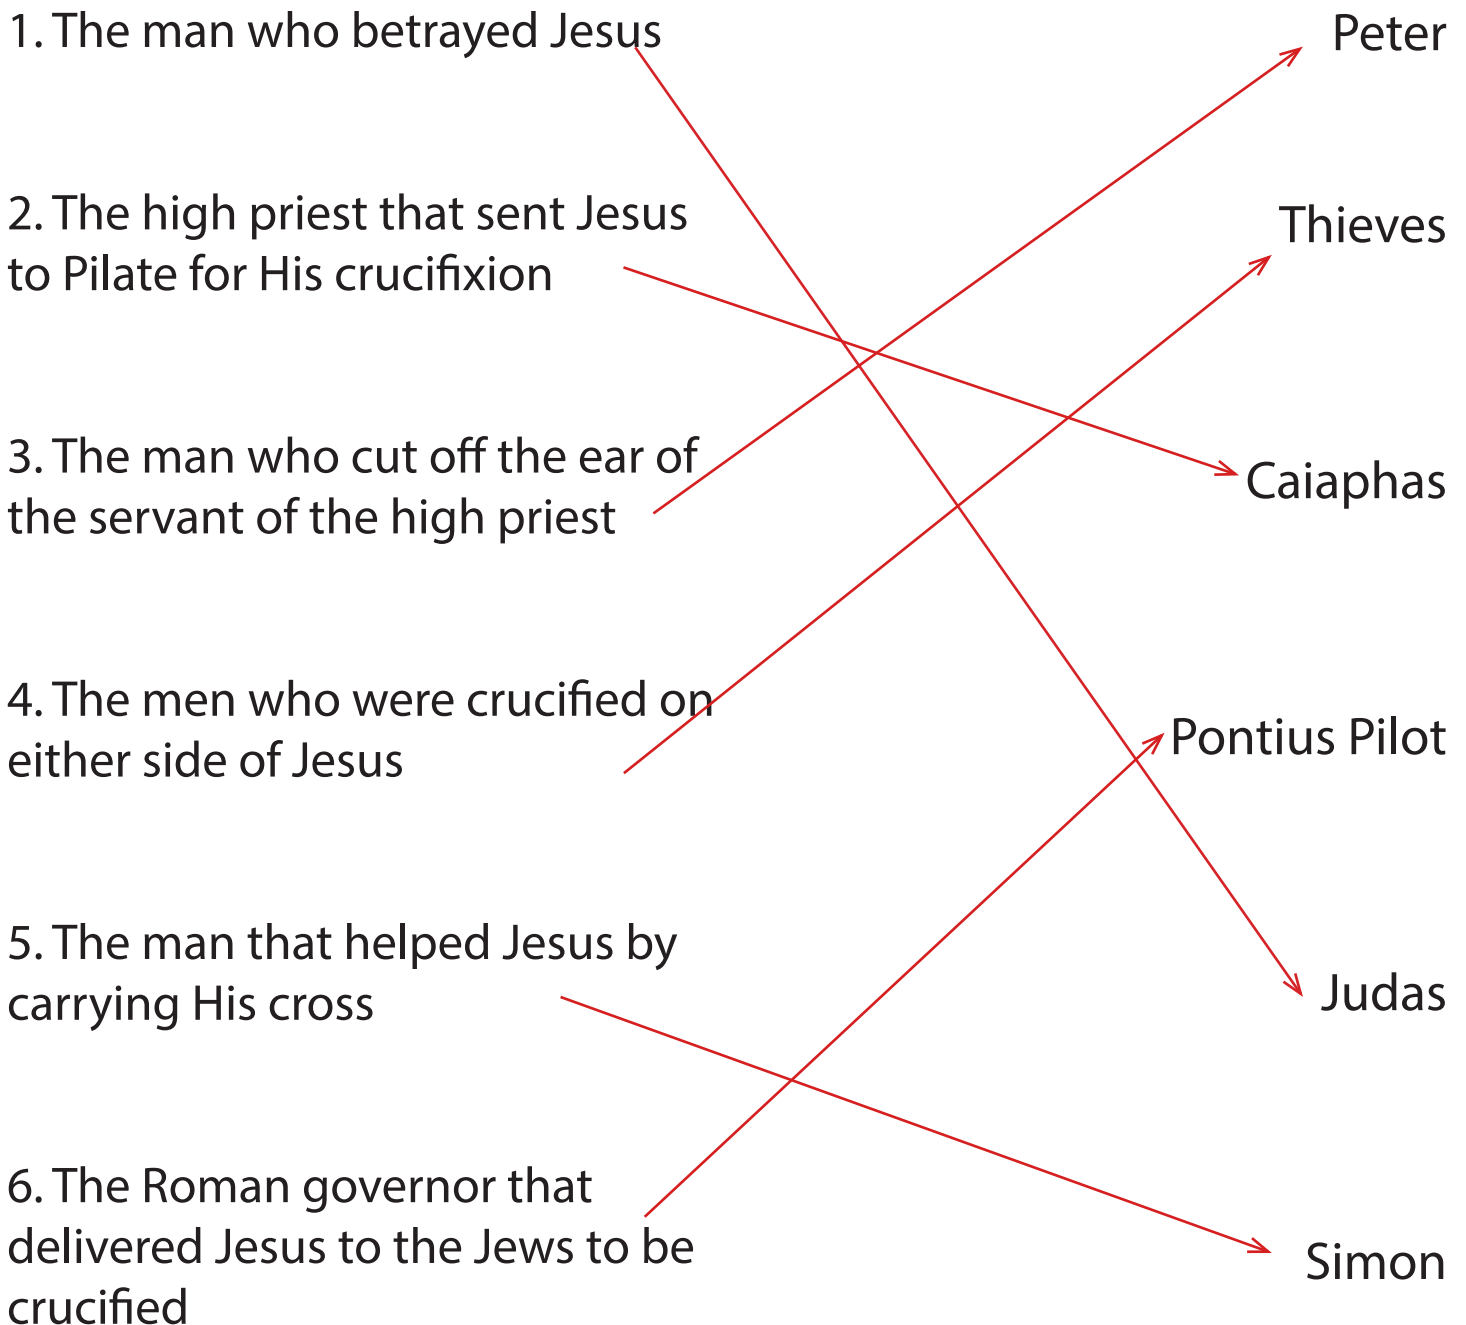 1. The man who betrayed Jesus
Peter
2. The high priest that sent Jesus
to Pilate for His crucifixion
Thieves
3. The man who cut off the ear of
the servant of the high priest
Caiaphas
4. The men who were crucified on
either side of Jesus
Pontius Pilot
5. The man that helped Jesus by
carrying His cross
Judas
6. The Roman governor that
delivered Jesus to the Jews to be
crucified
Simon